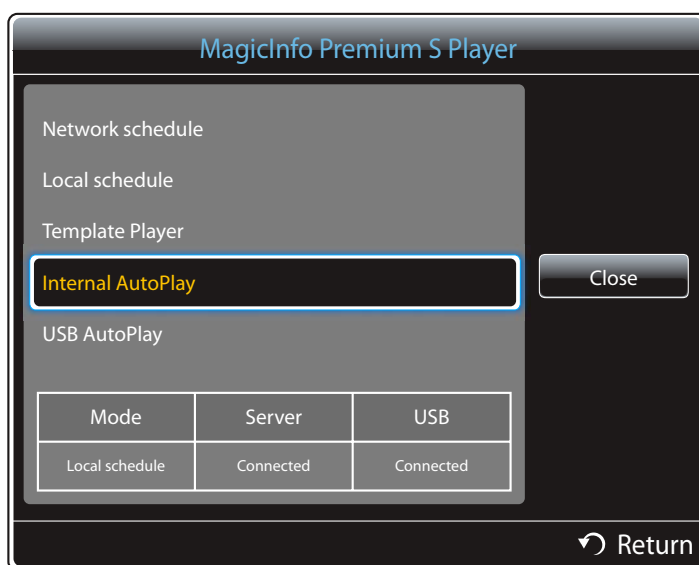 MagicInfo Premium S Player
Network schedule
Local schedule
Template Player
Internal AutoPlay
Close
USB AutoPlay
Mode Server USB
Local schedule Connected Connected
Return